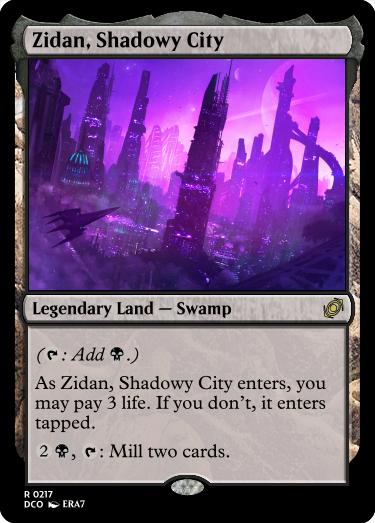 Zidan, Shadowy City
Legendary Land — Swamp
(: Add .)
As Zidan, Shadowy City enters, you
may pay 3 life. If you don't, it enters
tapped.
2 , : Mill two cards.
R 0217
DCO ERA7